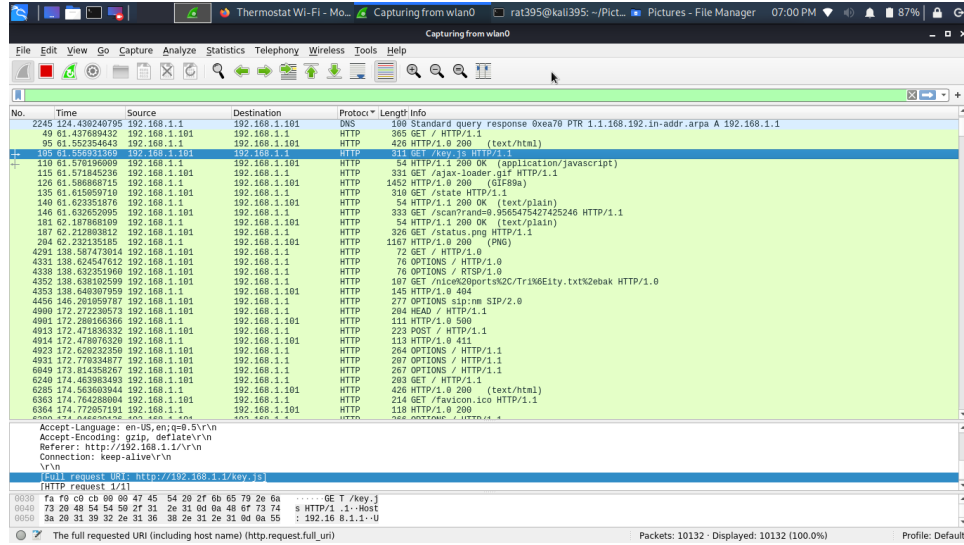 Thermostat Wi-Fi - Mo... Capturing from wlan0 rat395@kali395: ~/Pict... Pictures - File Manager 07:00 PM 87%
Capturing from wlan0
File Edit View Go Capture Analyze Statistics Telephony Wireless Tools Help
No. Time Source Destination Protoco Length Info
2245 124.430240795 192.168.1.1 192.168.1.101 DNS 100 Standard query response 0xea70 PTR 1.1.168.192.in-addr.arpa A 192.168.1.1
49 61.437689432 192.168.1.101 192.168.1.1 HTTP 365 GET / HTTP/1.1
95 61.552354643 192.168.1.1 192.168.1.101 HTTP 426 HTTP/1.0 200 (text/html)
105 61.556931369 192.168.1.101 192.168.1.1 HTTP 311 GET /key.js HTTP/1.1
110 61.570196009 192.168.1.1 192.168.1.101 HTTP 54 HTTP/1.1 200 OK (application/javascript)
115 61.571845236 192.168.1.101 192.168.1.1 HTTP 331 GET /ajax-loader.gif HTTP/1.1
126 61.586868715 192.168.1.1 192.168.1.101 HTTP 1452 HTTP/1.0 200 (GIF89a)
135 61.615059710 192.168.1.101 192.168.1.1 HTTP 310 GET /state HTTP/1.1
140 61.623351876 192.168.1.1 192.168.1.101 HTTP 54 HTTP/1.1 200 OK (text/plain)
146 61.632652095 192.168.1.101 192.168.1.1 HTTP 333 GET /scan?rand=0.9565475427425246 HTTP/1.1
181 62.187868109 192.168.1.1 192.168.1.101 HTTP 54 HTTP/1.1 200 OK (text/plain)
187 62.212803812 192.168.1.101 192.168.1.1 HTTP 326 GET /status.png HTTP/1.1
204 62.232135185 192.168.1.1 192.168.1.101 HTTP 1167 HTTP/1.0 200 (PNG)
4291 138.587473014 192.168.1.101 192.168.1.1 HTTP 72 GET / HTTP/1.0
4331 138.624547612 192.168.1.101 192.168.1.1 HTTP 76 OPTIONS / HTTP/1.0
4338 138.632351960 192.168.1.101 192.168.1.1 HTTP 76 OPTIONS / RTSP/1.0
4352 138.638102599 192.168.1.101 192.168.1.1 HTTP 107 GET /nice%20ports%2C/Tri%6Eity.txt%2ebak HTTP/1.0
4353 138.640307959 192.168.1.1 192.168.1.101 HTTP 145 HTTP/1.0 404
4456 146.201059787 192.168.1.101 192.168.1.1 HTTP 277 OPTIONS sip:nm SIP/2.0
4900 172.272230573 192.168.1.101 192.168.1.1 HTTP 204 HEAD / HTTP/1.1
4901 172.280166366 192.168.1.1 192.168.1.101 HTTP 111 HTTP/1.0 500
4913 172.471836332 192.168.1.101 192.168.1.1 HTTP 223 POST / HTTP/1.1
4914 172.478076320 192.168.1.1 192.168.1.101 HTTP 113 HTTP/1.0 411
4923 172.620232350 192.168.1.101 192.168.1.1 HTTP 264 OPTIONS / HTTP/1.1
4931 172.770334877 192.168.1.101 192.168.1.1 HTTP 207 OPTIONS / HTTP/1.1
6049 173.814358267 192.168.1.101 192.168.1.1 HTTP 267 OPTIONS / HTTP/1.1
6240 174.463983493 192.168.1.101 192.168.1.1 HTTP 203 GET / HTTP/1.1
6285 174.563603944 192.168.1.1 192.168.1.101 HTTP 426 HTTP/1.0 200 (text/html)
6363 174.764288004 192.168.1.101 192.168.1.1 HTTP 214 GET /favicon.ico HTTP/1.1
6364 174.772057191 192.168.1.1 192.168.1.101 HTTP 118 HTTP/1.0 200
Accept-Language: en-US,en;q=0.5\r\n
Accept-Encoding: gzip, deflate\r\n
Referer: http://192.168.1.1/\r\n
Connection: keep-alive\r\n
\r\n
[Full request URI: http://192.168.1.1/key.js]
[HTTP request 1/1]
0030 fa f0 c0 cb 00 00 47 45 54 20 2f 6b 65 79 2e 6a ······GE T /key.j
0040 73 20 48 54 54 50 2f 31 2e 31 0d 0a 48 6f 73 74 s HTTP/1 .1··Host
0050 3a 20 31 39 32 2e 31 36 38 2e 31 2e 31 0d 0a 55 : 192.16 8.1.1··U
The full requested URI (including host name) (http.request.full_uri) Packets: 10132 · Displayed: 10132 (100.0%) Profile: Default